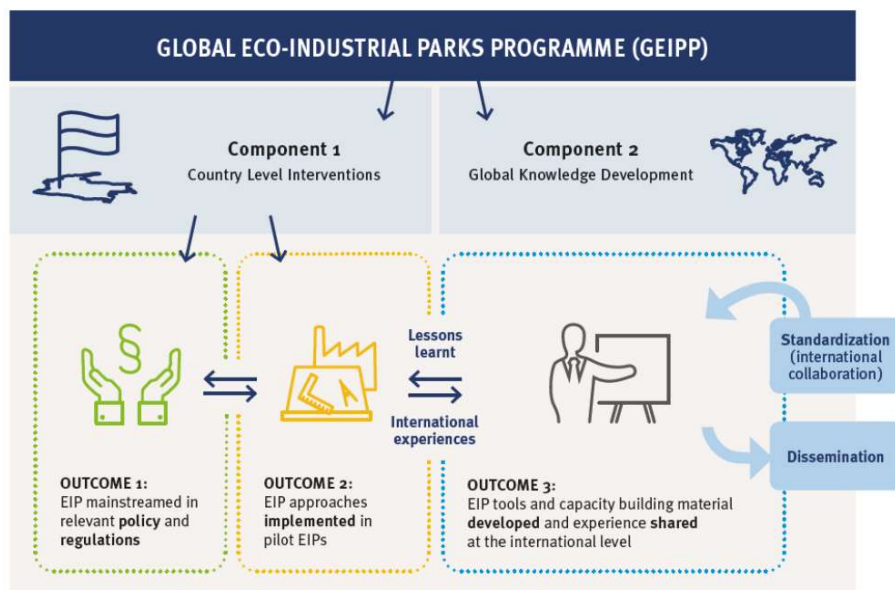 GLOBAL ECO-INDUSTRIAL PARKS PROGRAMME (GEIPP)
Component 1
Country Level Interventions
Component 2
Global Knowledge Development
§
Lessons
learnt
International
experiences
Standardization
(international
collaboration)
Dissemination
OUTCOME 1:
EIP mainstreamed in
relevant policy and
regulations
OUTCOME 2:
EIP approaches
implemented in
pilot EIPs
OUTCOME 3:
EIP tools and capacity building material
developed and experience shared
at the international level